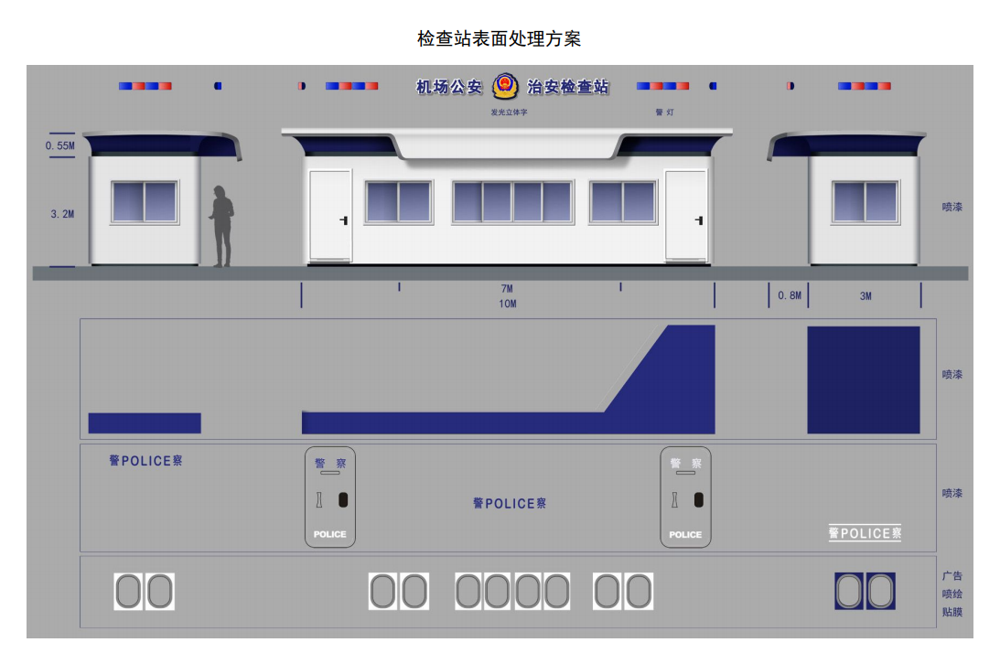 检查站表面处理方案
机场公安 治安检查站
发光立体字 警 灯
0.55M
3.2M
喷漆
7M
10M
0.8M
3M
喷漆
警POLICE察
警 察
POLICE
警POLICE察
警 察
POLICE
警POLICE察
喷漆
广告
喷绘
贴膜